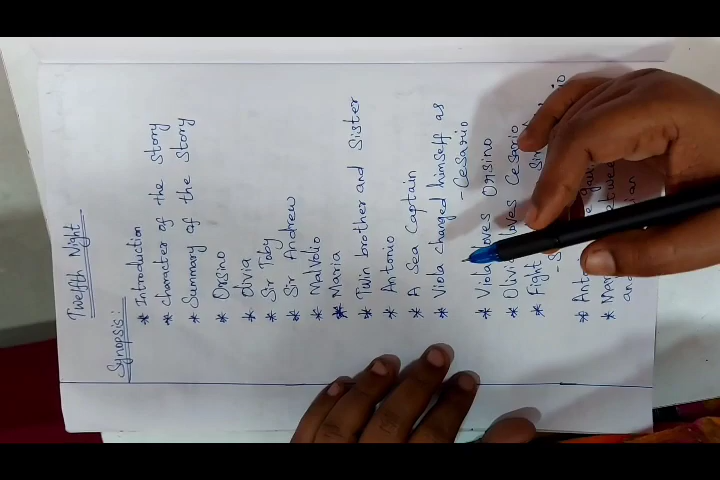 Twelfth Night
Synopsis:
* Introduction
* character of the story
* Summary of the story
* Orsino
* Olivia
* Sir Toby
* Sir Andrew
* Malvolio
* Maria
* Twin brother and Sister
* Antonio
* A Sea Captain
* Viola changed himself as
- Cesario
* Viola loves Orsino
* Olivia loves Cesario
* Fight
* 
* 
and